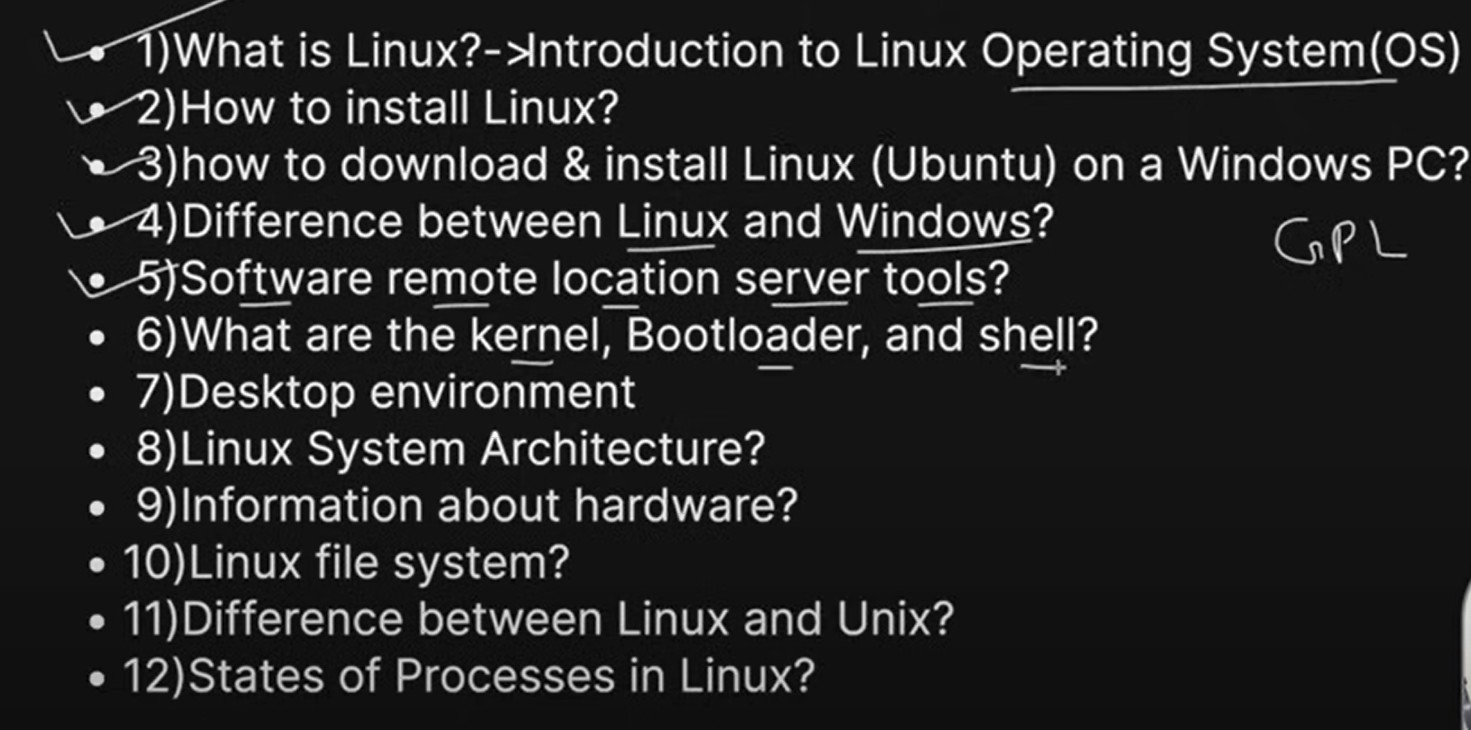 • 1)What is Linux?->Introduction to Linux Operating System(OS)
• 2)How to install Linux?
• 3)how to download & install Linux (Ubuntu) on a Windows PC?
• 4)Difference between Linux and Windows?
GPL
• 5)Software remote location server tools?
• 6)What are the kernel, Bootloader, and shell?
• 7)Desktop environment
• 8)Linux System Architecture?
• 9)Information about hardware?
• 10)Linux file system?
• 11)Difference between Linux and Unix?
• 12)States of Processes in Linux?